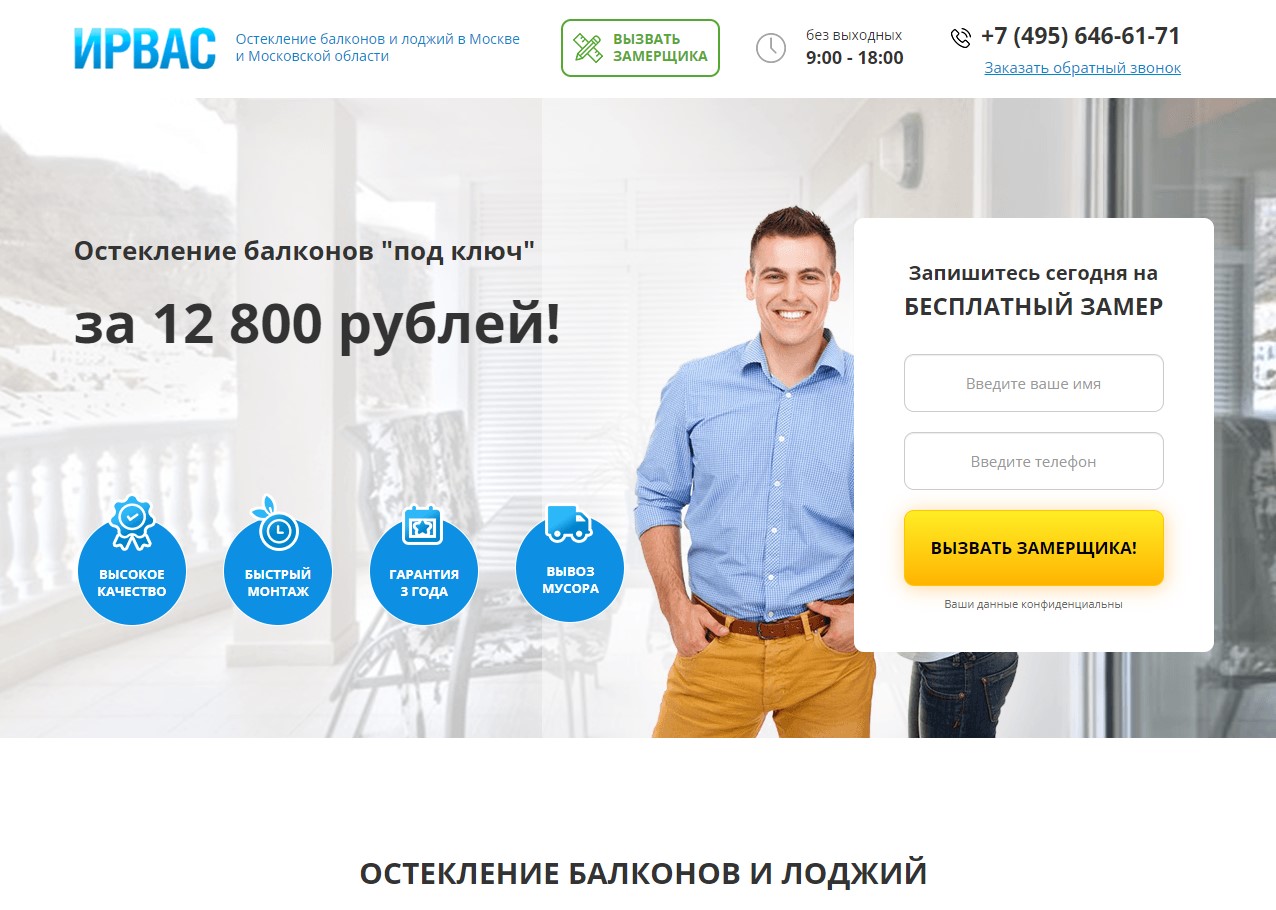 ИРВАС
Остекление балконов и лоджий в Москве
и Московской области
ВЫЗВАТЬ
ЗАМЕРЩИКА
без выходных
9:00 - 18:00
+7 (495) 646-61-71
Заказать обратный звонок
Остекление балконов "под ключ"
за 12 800 рублей!
ВЫСОКОЕ
КАЧЕСТВО
БЫСТРЫЙ
МОНТАЖ
ГАРАНТИЯ
3 ГОДА
ВЫВОЗ
МУСОРА
Запишитесь сегодня на
БЕСПЛАТНЫЙ ЗАМЕР
Введите ваше имя
Введите телефон
ВЫЗВАТЬ ЗАМЕРЩИКА!
Ваши данные конфиденциальны
ОСТЕКЛЕНИЕ БАЛКОНОВ И ЛОДЖИЙ